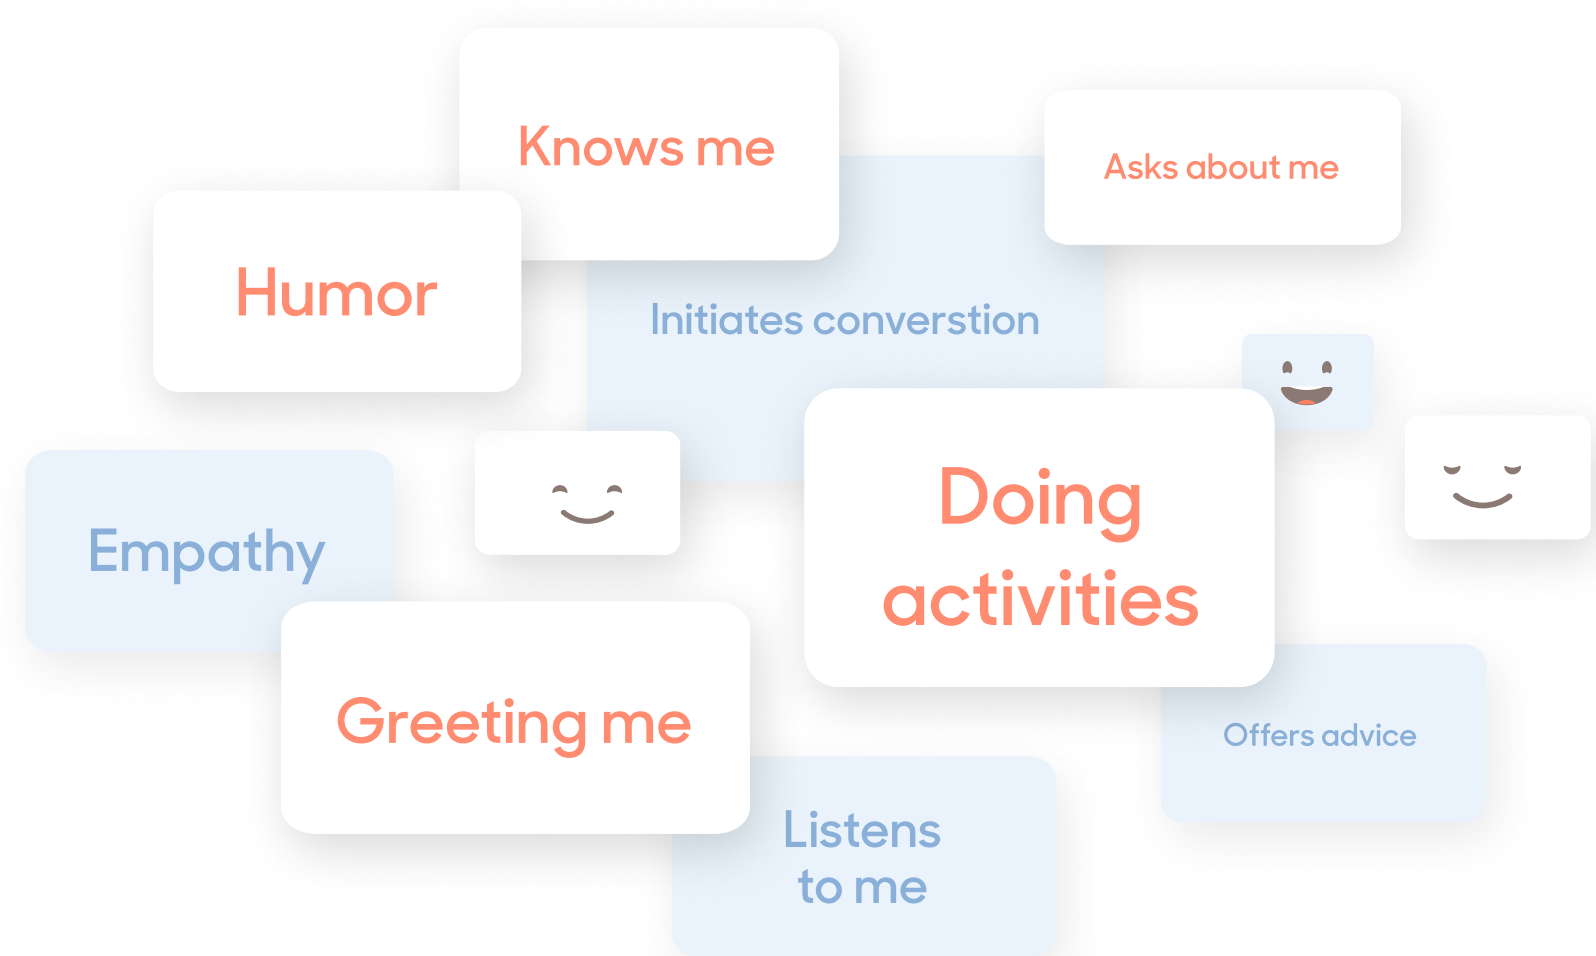 Knows me
Asks about me
Humor
Initiates converstion
Doing
activities
Empathy
Greeting me
Offers advice
Listens
to me